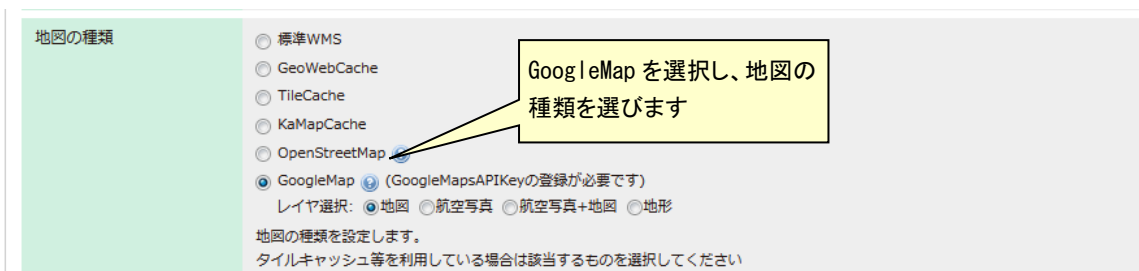 地図の種類
標準WMS
GeoWebCache
TileCache
KaMapCache
OpenStreetMap
GoogleMap (GoogleMapsAPIKeyの登録が必要です)
レイヤ選択: 地図 航空写真 航空写真+地図 地形
地図の種類を設定します。
タイルキャッシュ等を利用している場合は該当するものを選択してください
GoogleMap を選択し、地図の
種類を選びます